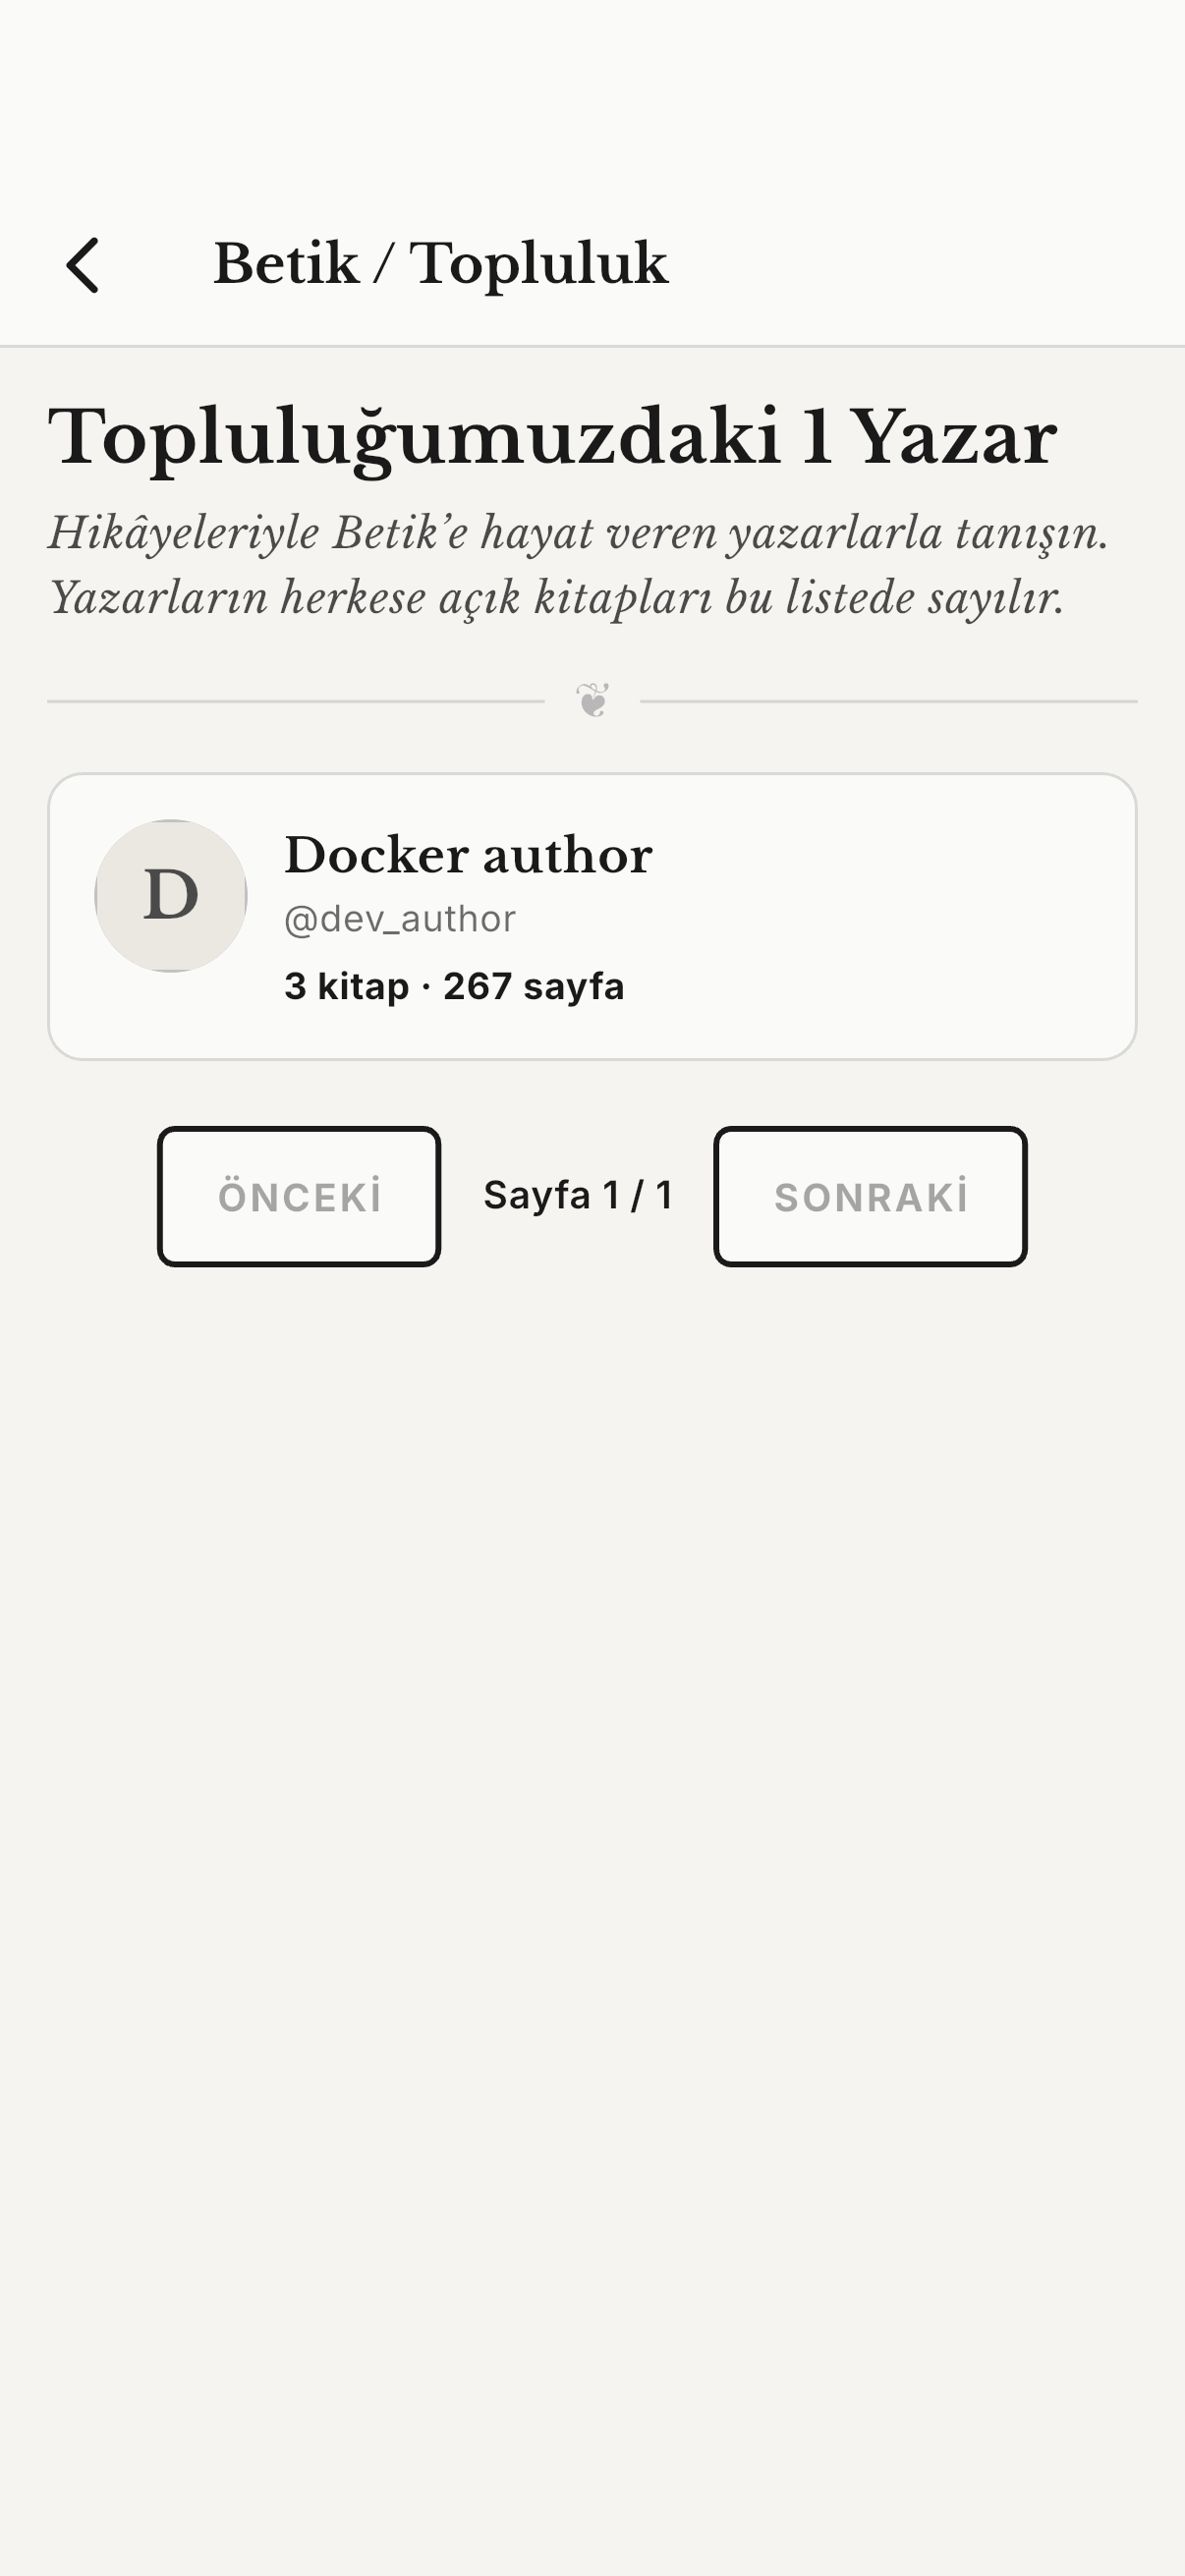 Betik / Topluluk
Topluluğumuzdaki 1 Yazar
Hikâyeleriyle Betik’e hayat veren yazarlarla tanışın.
Yazarların herkese açık kitapları bu listede sayılır.
❦
D
Docker author
@dev_author
3 kitap · 267 sayfa
ÖNCEKİ
Sayfa 1 / 1
SONRAKİ